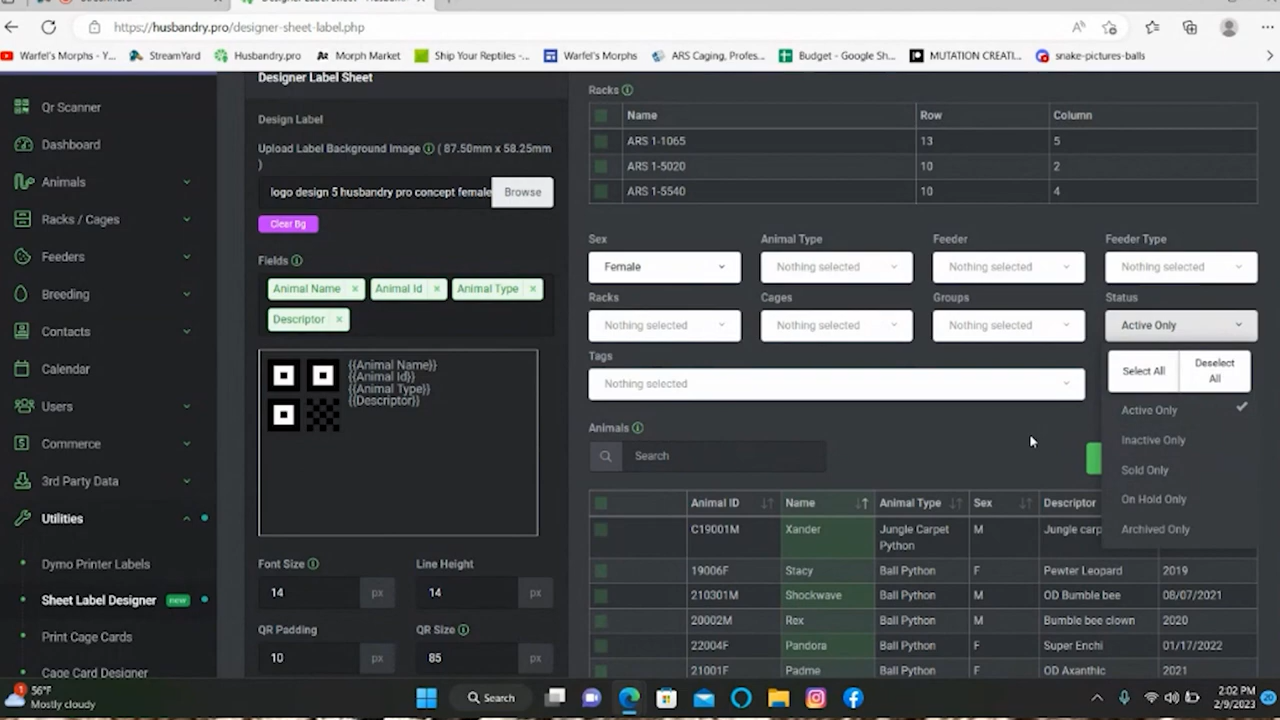 https://husbandry.pro/designer-sheet-label.php
Warfel's Morphs - Y...
StreamYard
Husbandry.pro
Morph Market
Ship Your Reptiles -...
Warfel's Morphs
ARS Caging, Profes...
Budget - Google Sh...
MUTATION CREATI...
snake-pictures-balls
Qr Scanner
Dashboard
Animals
Racks / Cages
Feeders
Breeding
Contacts
Calendar
Users
Commerce
3rd Party Data
Utilities
Dymo Printer Labels
Sheet Label Designer new
Print Cage Cards
Cage Card Designer
Designer Label Sheet
Design Label
Upload Label Background Image ( 87.50mm x 58.25mm
)
logo design 5 husbandry pro concept female Browse
Clear Bg
Fields
Animal Name × Animal Id × Animal Type ×
Descriptor ×
{{Animal Name}}
{{Animal Id}}
{{Animal Type}}
{{Descriptor}}
Font Size Line Height
14 px 14 px
QR Padding QR Size
10 px 85 px
Racks
Name Row Column
ARS 1-1065 13 5
ARS 1-5020 10 2
ARS 1-5540 10 4
Sex Animal Type Feeder Feeder Type
Female Nothing selected Nothing selected Nothing selected
Racks Cages Groups Status
Nothing selected Nothing selected Nothing selected Active Only
Tags
Nothing selected
Select All Deselect All
Active Only
Inactive Only
Sold Only
On Hold Only
Archived Only
Animals
Search
Animal ID Name Animal Type Sex Descriptor
C19001M Xander Jungle Carpet Python M Jungle carp
19006F Stacy Ball Python F Pewter Leopard 2019
210301M Shockwave Ball Python M OD Bumble bee 08/07/2021
20002M Rex Ball Python M Bumble bee clown 2020
22004F Pandora Ball Python F Super Enchi 01/17/2022
21001F Padme Ball Python F OD Axanthic 2021
1
56°F
Mostly cloudy
Search
2:02 PM
2/9/2023
20